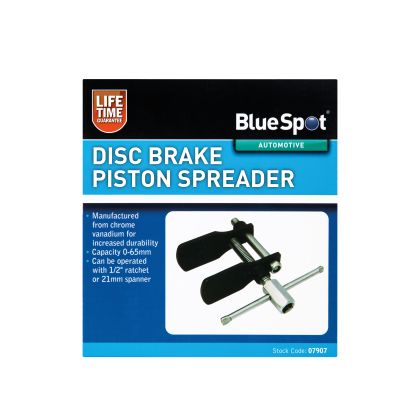 LIFE
TIME
GUARANTEE
BlueSpot
AUTOMOTIVE
DISC BRAKE
PISTON SPREADER
• Manufactured
from chrome
vanadium for
increased durability
• Capacity 0-65mm
• Can be operated
with 1/2" ratchet
or 21mm spanner
Stock Code: 07907